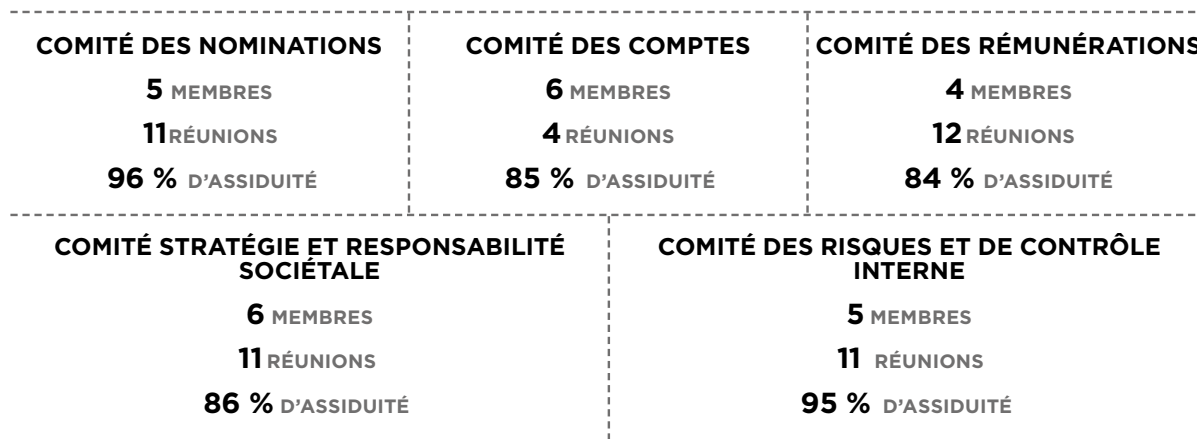 COMITÉ DES NOMINATIONS
5 MEMBRES
11 RÉUNIONS
96 % D'ASSIDUITÉ
COMITÉ DES COMPTES
6 MEMBRES
4 RÉUNIONS
85 % D'ASSIDUITÉ
COMITÉ DES RÉMUNÉRATIONS
4 MEMBRES
12 RÉUNIONS
84 % D'ASSIDUITÉ
COMITÉ STRATÉGIE ET RESPONSABILITÉ
SOCIÉTALE
6 MEMBRES
11 RÉUNIONS
86 % D'ASSIDUITÉ
COMITÉ DES RISQUES ET DE CONTRÔLE
INTERNE
5 MEMBRES
11 RÉUNIONS
95 % D'ASSIDUITÉ